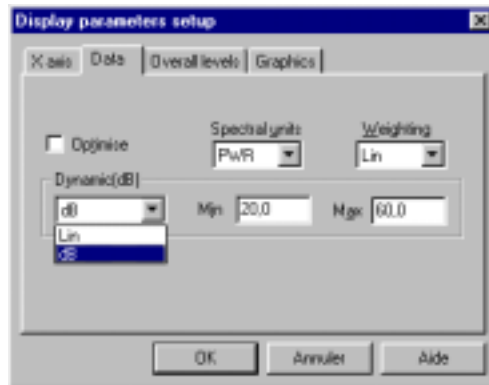 Display parameters setup
X axis Data Overall levels Graphics
Spectral units Weighting
Optimise PWR Lin
Dynamic(dB)
dB Min 20,0 Max 60,0
Lin
dB
OK Annuler Aide